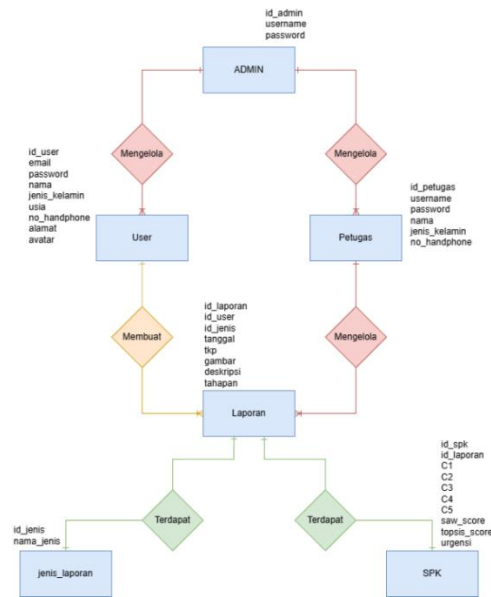 id_admin
username
password
ADMIN
Mengelola
Mengelola
id_user
email
password
nama
jenis_kelamin
usia
no_handphone
alamat
avatar
User
id_petugas
username
password
nama
jenis_kelamin
no_handphone
Petugas
Membuat
id_laporan
id_user
id_jenis
tanggal
tkp
gambar
deskripsi
tahapan
Mengelola
Laporan
Terdapat
Terdapat
id_jenis
nama_jenis
jenis_laporan
id_spk
id_laporan
C1
C2
C3
C4
C5
saw_score
topsis_score
urgensi
SPK